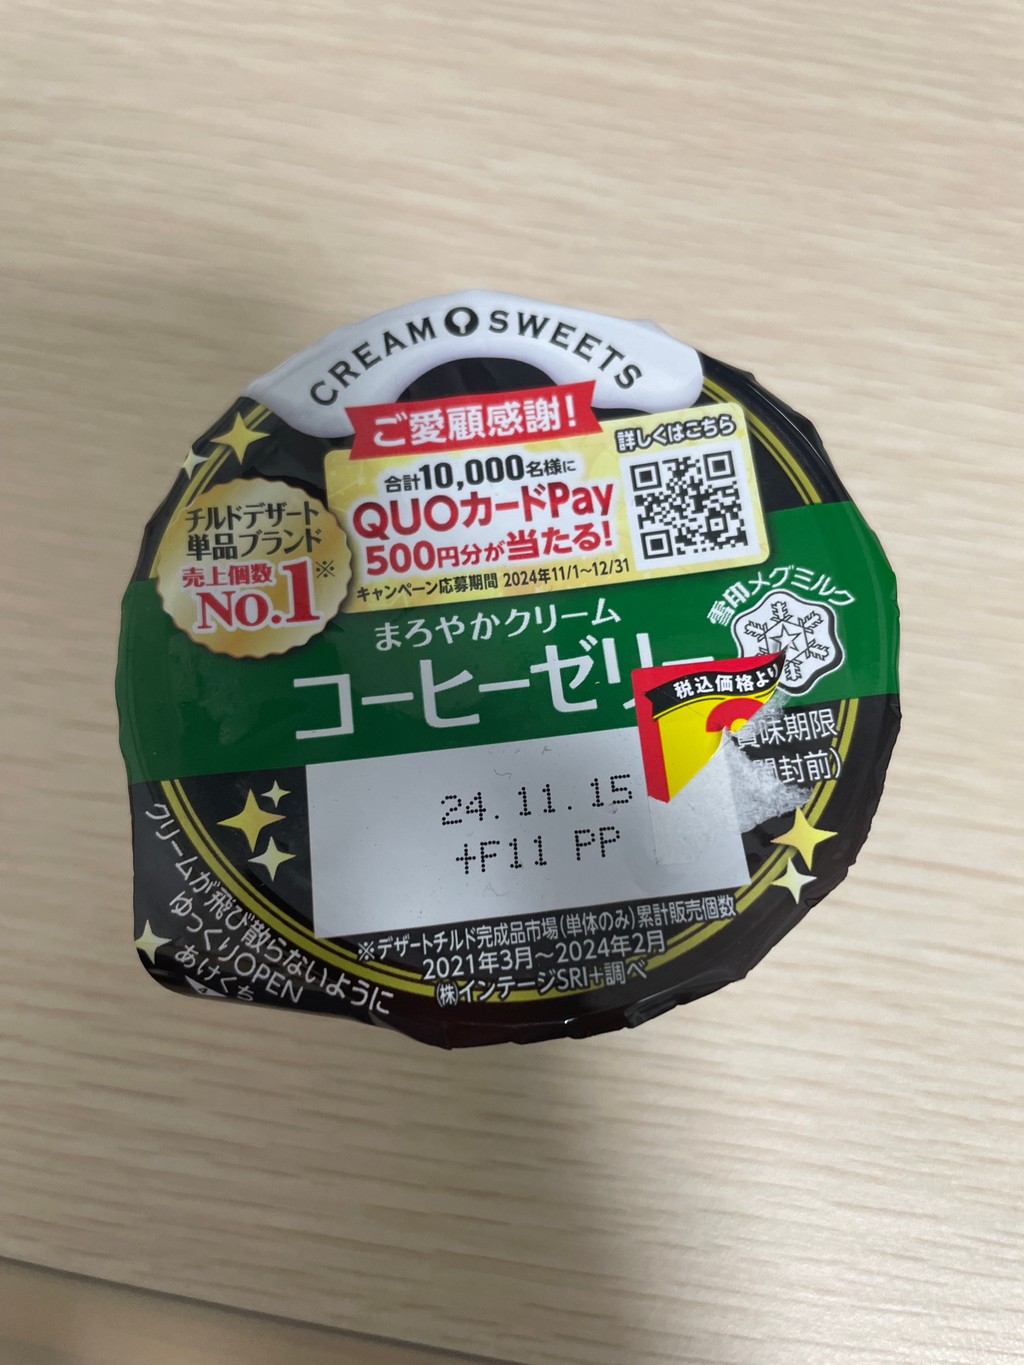 CREAM SWEETS
ご愛顧感謝!
合計10,000名様に
QUOカードPay
500円分が当たる!
キャンペーン応募期間 2024年11/1~12/31
詳しくはこちら
チルドデザート
単品ブランド
売上個数※
No.1
雪印メグミルク
まろやかクリーム
コーヒーゼリー
税込価格より
賞味期限
開封前)
24.11.15
+F11 PP
※デザートチルド完成品市場(単体のみ)累計販売個数
2021年3月~2024年2月
㈱インテージSRI+調べ
クリームが飛び散らないように
ゆっくりOPEN
あけくち